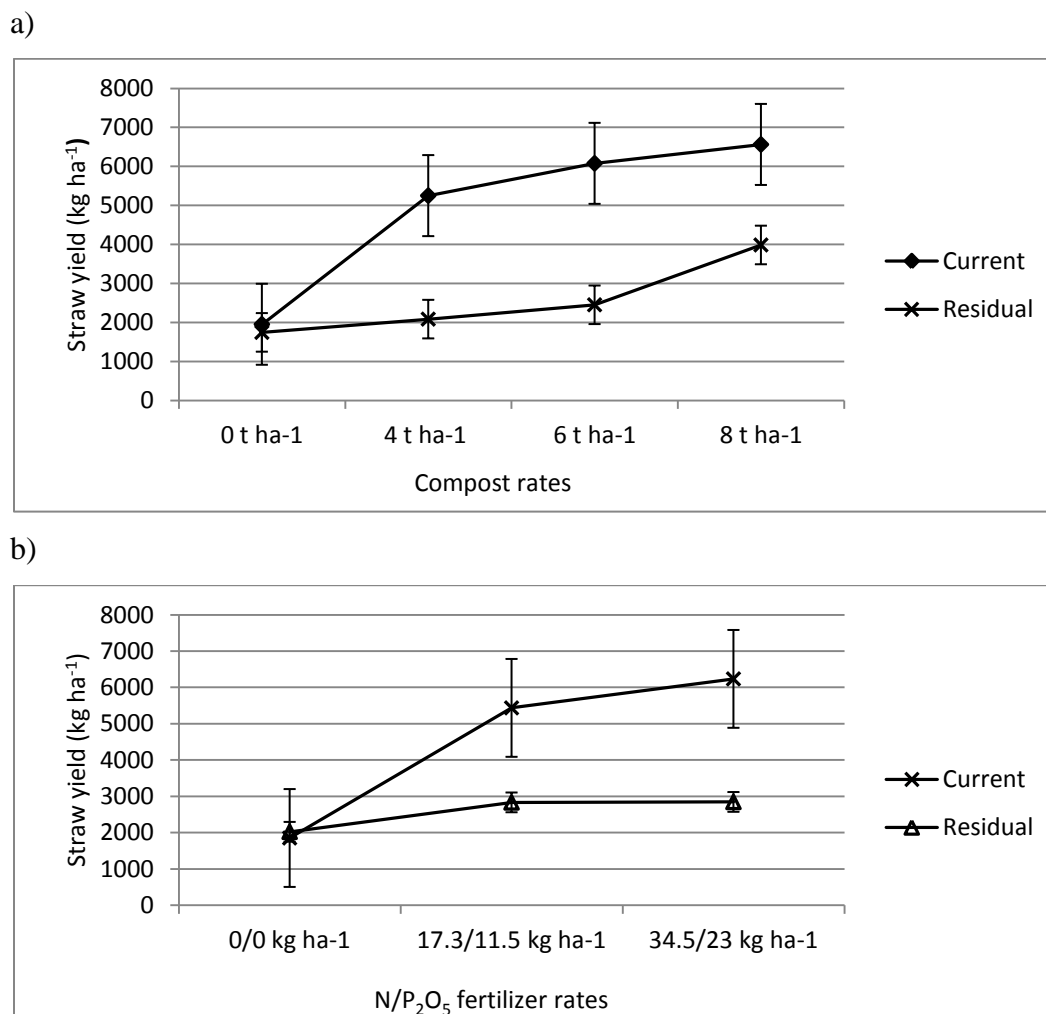 a)
8000
7000
6000
5000
4000
3000
2000
1000
0
Straw yield (kg ha⁻¹)
0 t ha-1 4 t ha-1 6 t ha-1 8 t ha-1
Compost rates
Current
Residual
b)
8000
7000
6000
5000
4000
3000
2000
1000
0
Straw yield (kg ha⁻¹)
0/0 kg ha-1 17.3/11.5 kg ha-1 34.5/23 kg ha-1
N/P₂O₅ fertilizer rates
Current
Residual